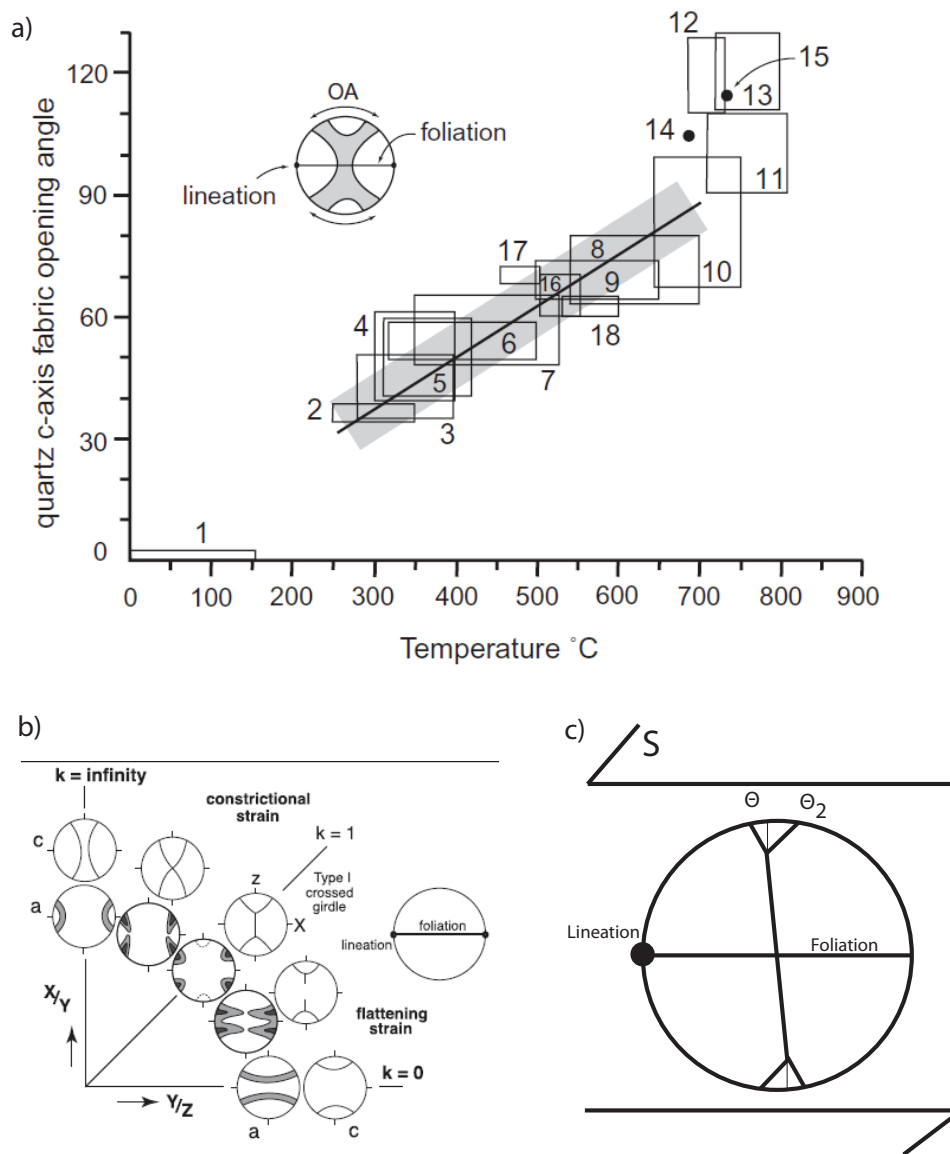 a)
quartz c-axis fabric opening angle
120
90
60
30
0
OA
foliation
lineation
12
15
13
14
11
10
17
8
16
9
18
4
6
7
5
2
3
1
0
100
200
300
400
500
600
700
800
900
Temperature °C
b)
k = infinity
constrictional
strain
k = 1
c
a
Type I
crossed
girdle
z
X
foliation
lineation
flattening
strain
X/Y
k = 0
Y/Z
a
c
c)
S
Θ
Θ2
Lineation
Foliation